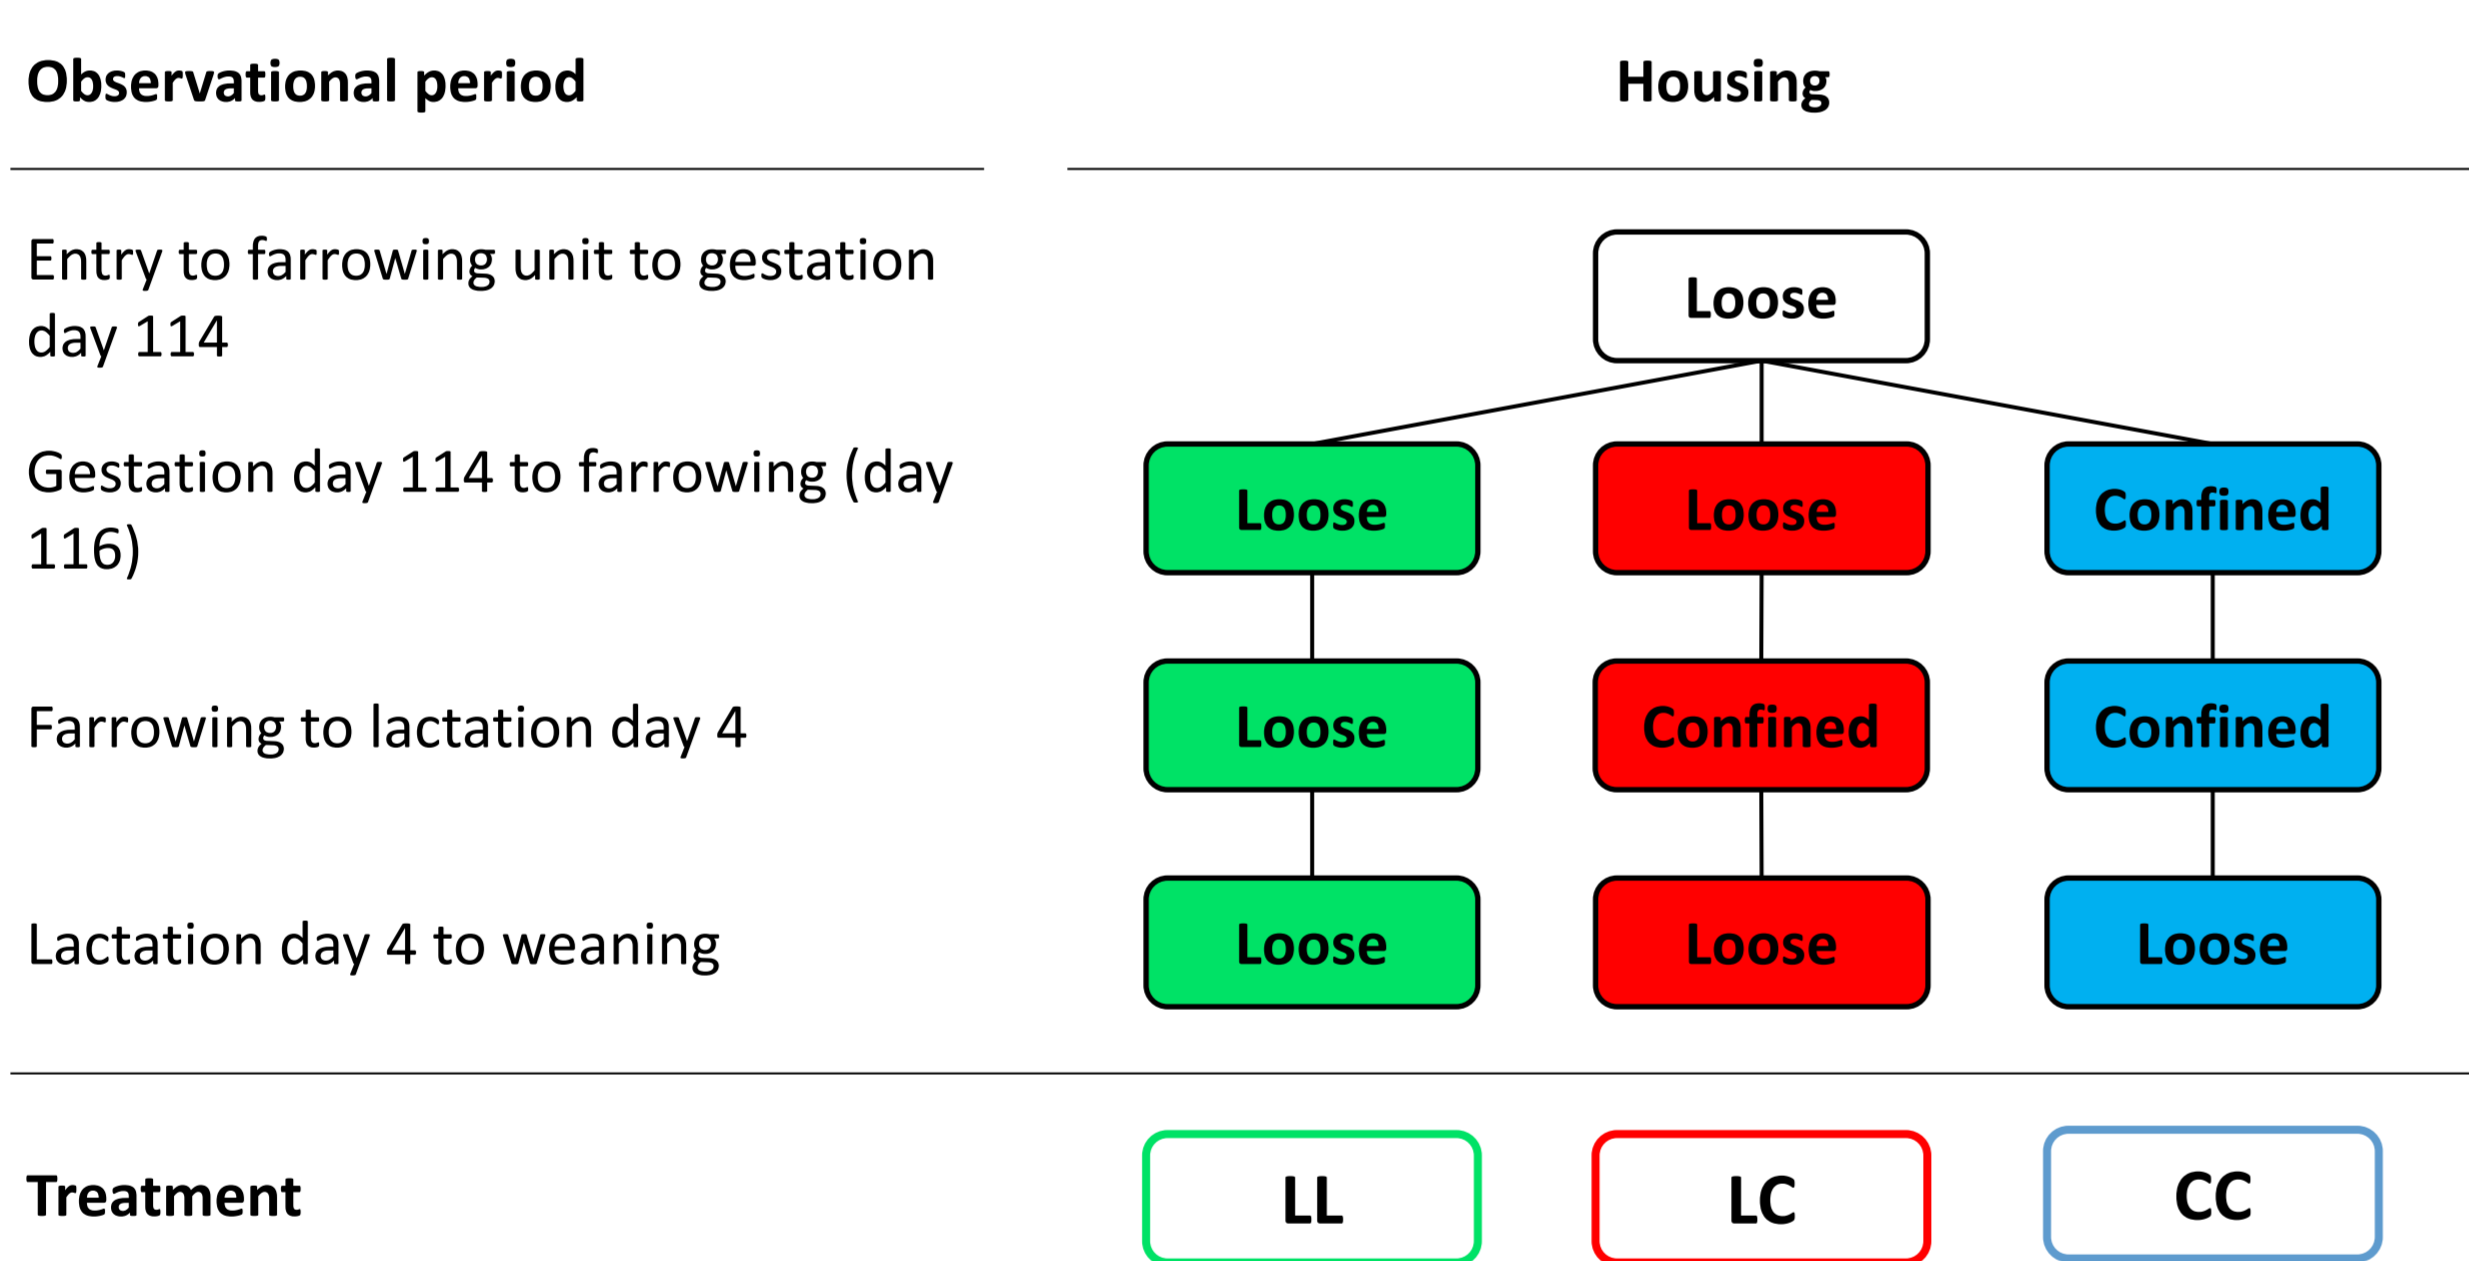 Observational period
Housing
Entry to farrowing unit to gestation
day 114
Loose
Gestation day 114 to farrowing (day
116)
Loose
Loose
Confined
Farrowing to lactation day 4
Loose
Confined
Confined
Lactation day 4 to weaning
Loose
Loose
Loose
Treatment
LL
LC
CC